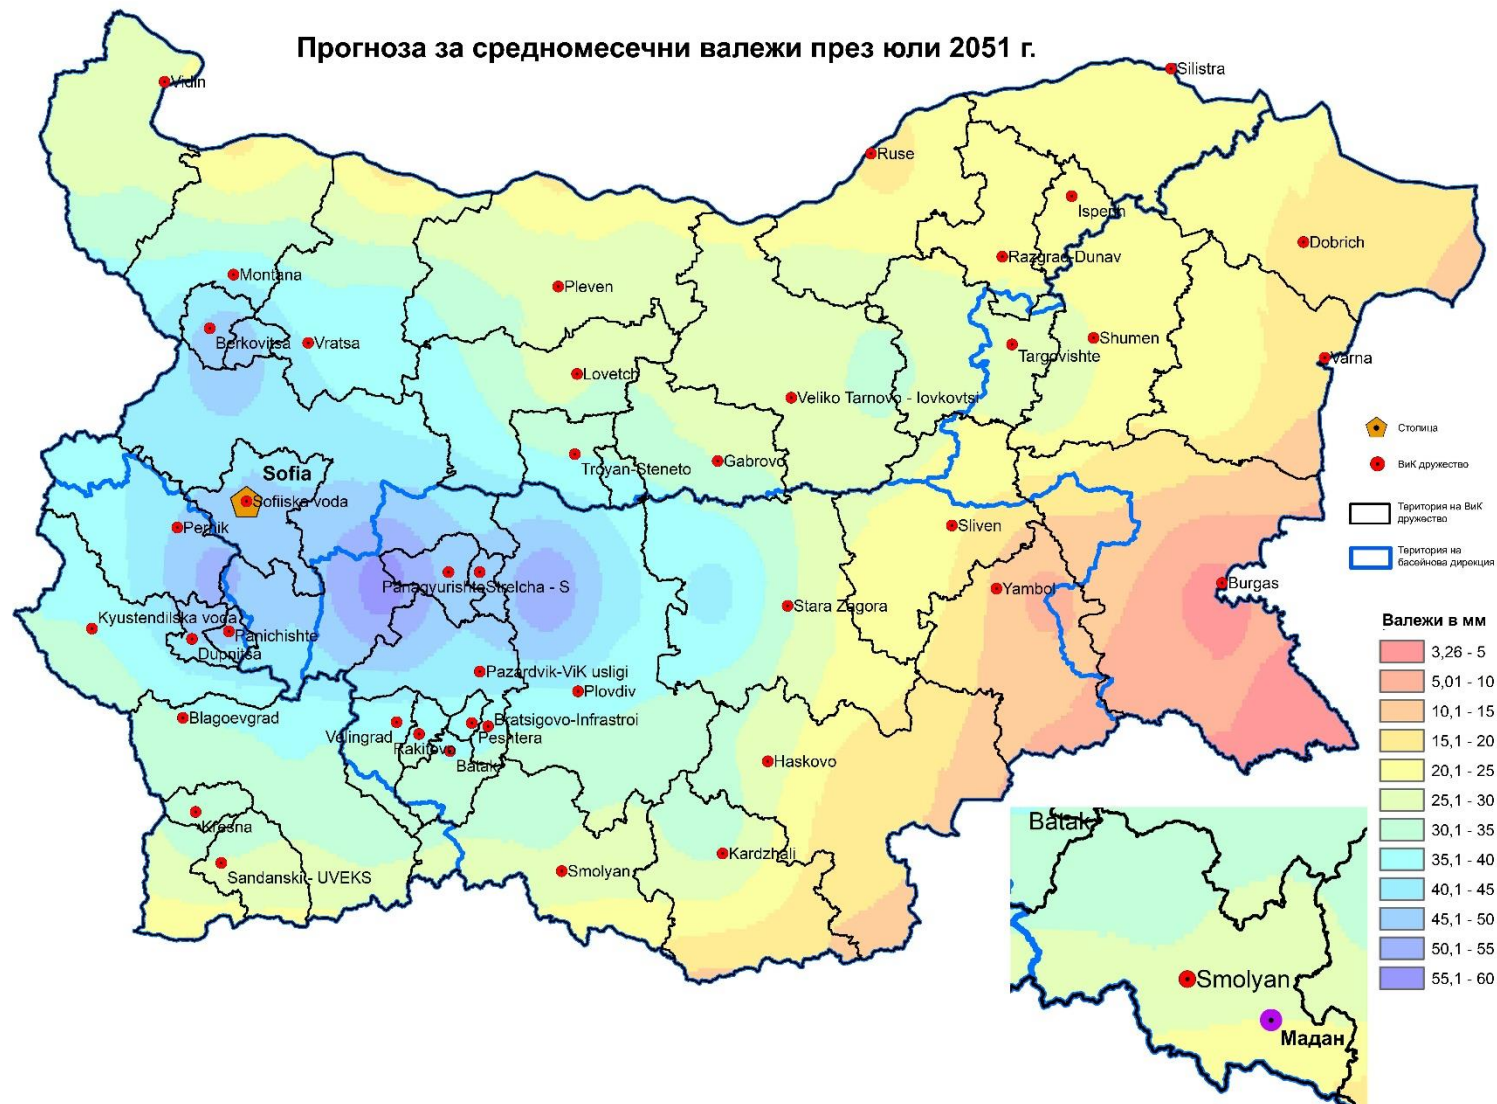 Прогноза за средномесечни валежи през юли 2051 г.
Silistra
Vidin
Ruse
Isperih
Dobrich
Razgrad-Dunav
Montana
Pleven
Berkovitsa
Vratsa
Targovishte
Shumen
Varna
Lovetch
Veliko Tarnovo - Iovkovtsi
Troyan-Steneto
Gabrovo
Sofia
Sofiiska voda
Pernik
Sliven
Panagyurishte
Strelcha - S
Yambol
Burgas
Stara Zagora
Kyustendilska voda
Panichishte
Dupnitsa
Pazardvik-ViK usligi
Plovdiv
Blagoevgrad
Velingrad
Rakitovo
Bratsigovo-Infrastroi
Peshtera
Batak
Haskovo
Kresna
Sandanski - UVEKS
Smolyan
Kardzhali
Столица
ВиК дружество
Територия на ВиК
дружество
Територия на
басейнова дирекция
Валежи в мм
3,26 - 5
5,01 - 10
10,1 - 15
15,1 - 20
20,1 - 25
25,1 - 30
30,1 - 35
35,1 - 40
40,1 - 45
45,1 - 50
50,1 - 55
55,1 - 60
Batak
Smolyan
Мадан